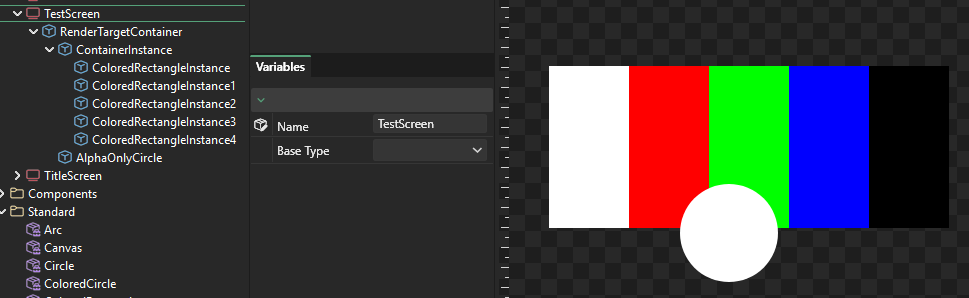 TestScreen
RenderTargetContainer
ContainerInstance
ColoredRectangleInstance
ColoredRectangleInstance1
ColoredRectangleInstance2
ColoredRectangleInstance3
ColoredRectangleInstance4
AlphaOnlyCircle
TitleScreen
Components
Standard
Arc
Canvas
Circle
ColoredCircle
Variables
Name
TestScreen
Base Type